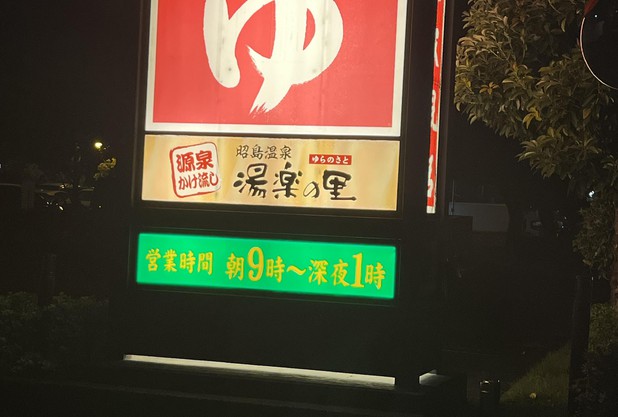 ゆ
源泉
かけ流し
昭島温泉
ゆらのさと
湯楽の里
営業時間 朝9時～深夜1時